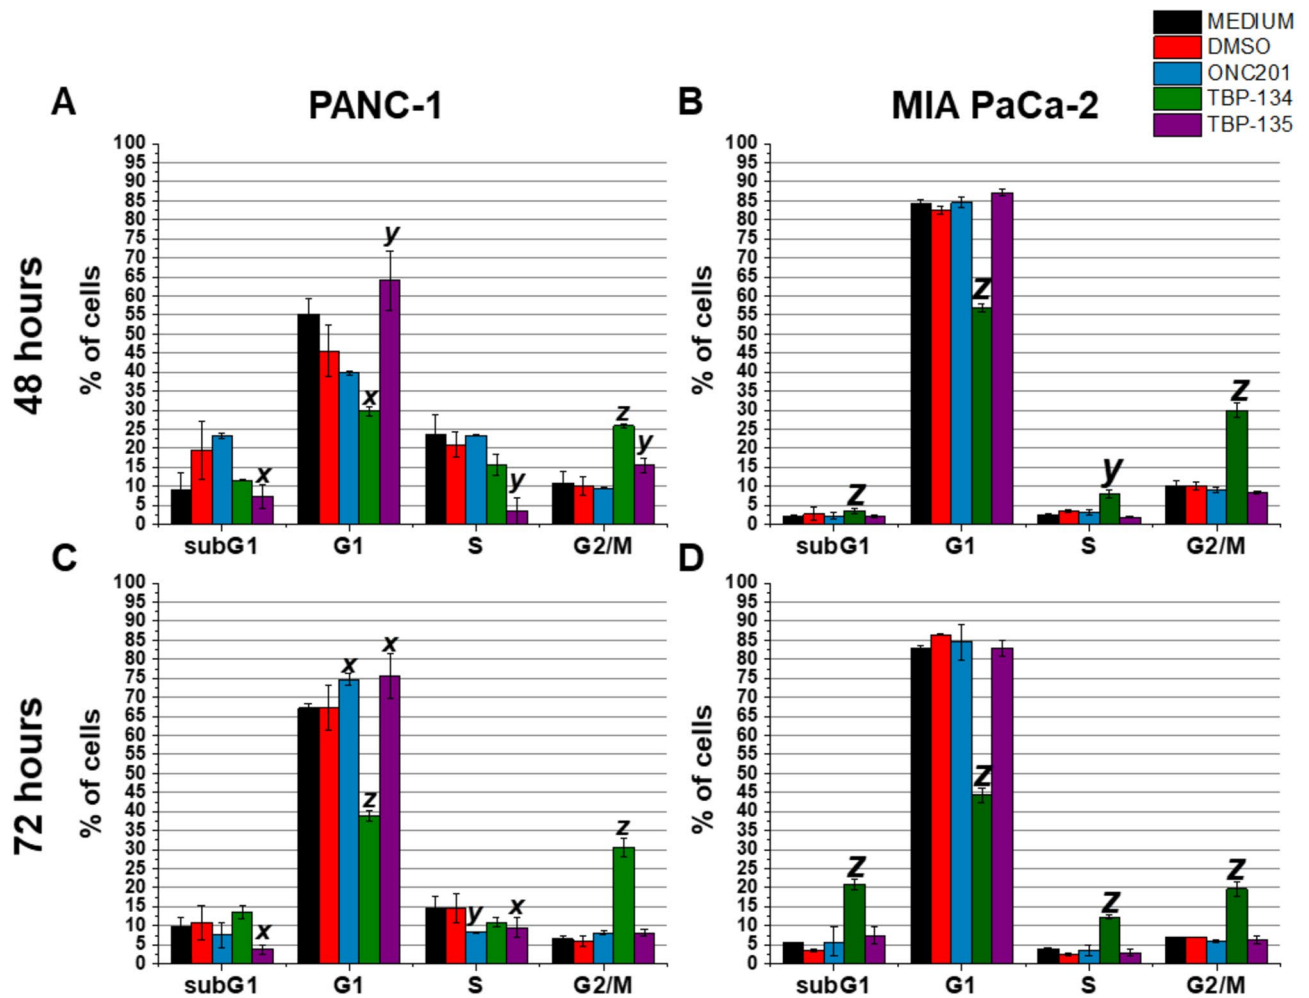 MEDIUM
DMSO
ONC201
TBP-134
TBP-135
A
PANC-1
B
MIA PaCa-2
48 hours
% of cells
100
95
90
85
80
75
70
65
60
55
50
45
40
35
30
25
20
15
10
5
0
x
x
y
y
z
y
subG1
G1
S
G2/M
% of cells
100
95
90
85
80
75
70
65
60
55
50
45
40
35
30
25
20
15
10
5
0
z
z
y
z
subG1
G1
S
G2/M
C
D
72 hours
% of cells
100
95
90
85
80
75
70
65
60
55
50
45
40
35
30
25
20
15
10
5
0
x
x
z
x
y
x
z
subG1
G1
S
G2/M
% of cells
100
95
90
85
80
75
70
65
60
55
50
45
40
35
30
25
20
15
10
5
0
z
z
z
z
subG1
G1
S
G2/M